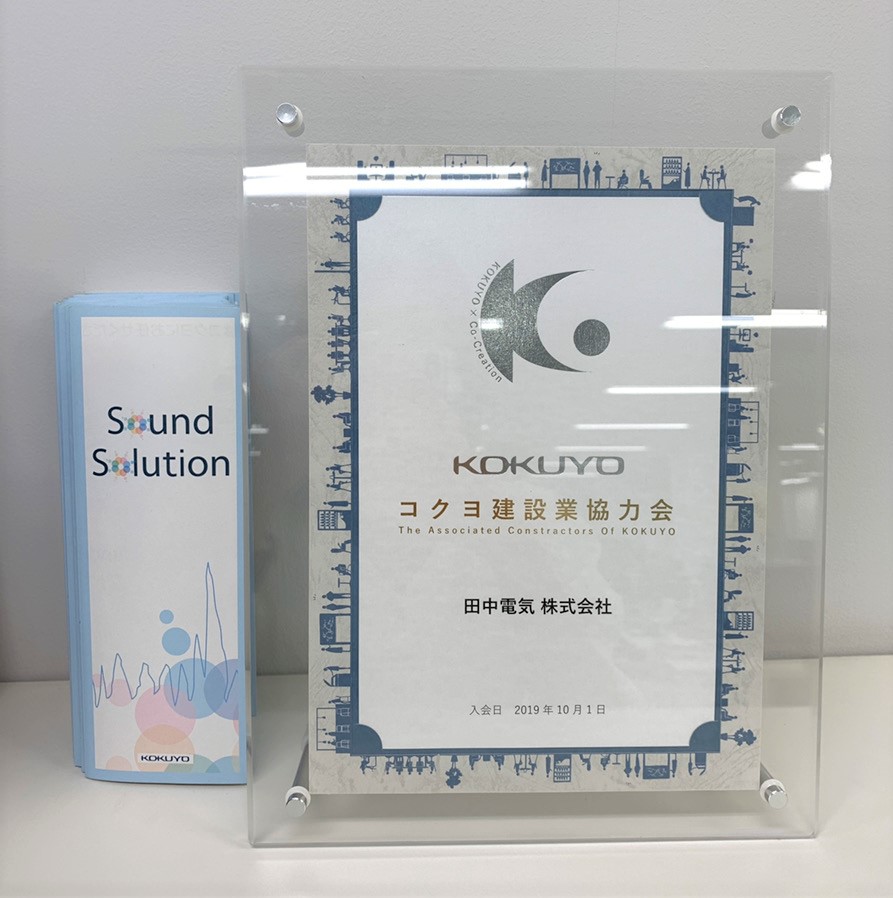 Sound
Solution
KOKUYO
KOKUYO × Co-Creation
KOKUYO
コクヨ建設業協力会
The Associated Constractors Of KOKUYO
田中電気 株式会社
入会日 2019年10月1日